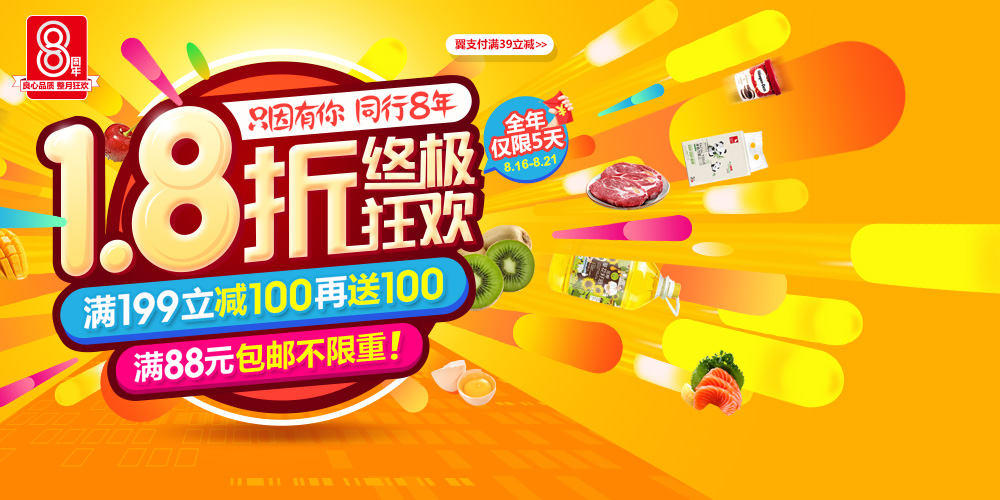 8
周年
良心品质 整月狂欢
翼支付满39立减>>
只因有你 同行8年
1.8折
终极
狂欢
全年
仅限5天
8.16-8.21
满199立减100再送100
满88元包邮不限重！